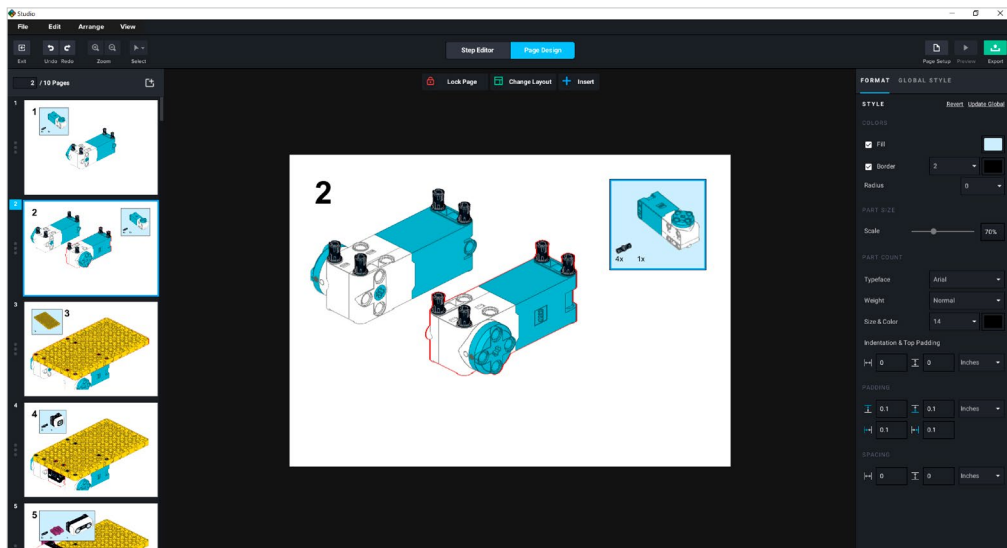 Studio
File Edit Arrange View
Exit Undo Redo Zoom Select
Step Editor Page Design
Page Setup Preview Export
2 / 10 Pages
Lock Page Change Layout Insert
FORMAT GLOBAL STYLE
STYLE Revert Update Global
COLORS
Fill
Border 2
Radius 0
PART SIZE
Scale 70%
PART COUNT
Typeface Arial
Weight Normal
Size & Color 14
Indentation & Top Padding
0 0 Inches
PADDING
0.1 0.1 Inches
0.1 0.1
SPACING
0 0 Inches
1
1
2
2
3
3
4
4
5
5
2
4x 1x